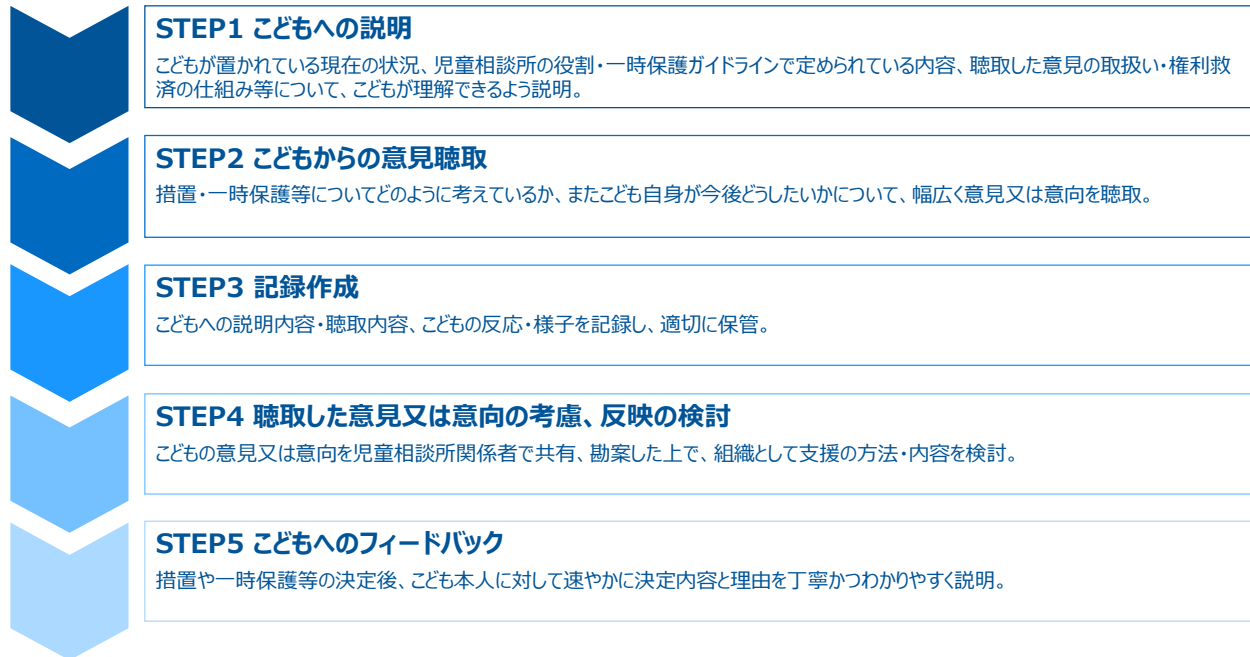 STEP1 こどもへの説明
こどもが置かれている現在の状況、児童相談所の役割・一時保護ガイドラインで定められている内容、聴取した意見の取扱い・権利救
済の仕組み等について、こどもが理解できるよう説明。
STEP2 こどもからの意見聴取
措置・一時保護等についてどのように考えているか、またこども自身が今後どうしたいかについて、幅広く意見又は意向を聴取。
STEP3 記録作成
こどもへの説明内容・聴取内容、こどもの反応・様子を記録し、適切に保管。
STEP4 聴取した意見又は意向の考慮、反映の検討
こどもの意見又は意向を児童相談所関係者で共有、勘案した上で、組織として支援の方法・内容を検討。
STEP5 こどもへのフィードバック
措置や一時保護等の決定後、こども本人に対して速やかに決定内容と理由を丁寧かつわかりやすく説明。